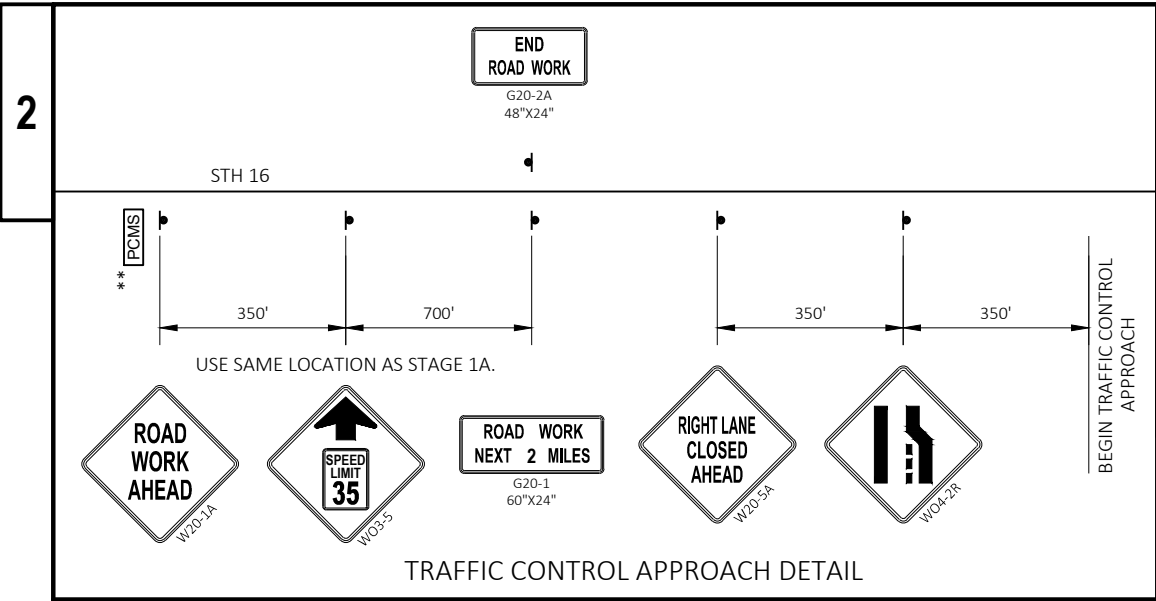 2
END
ROAD WORK
G20-2A
48"X24"
STH 16
**
PCMS
350'
700'
350'
350'
BEGIN TRAFFIC CONTROL
APPROACH
USE SAME LOCATION AS STAGE 1A.
ROAD
WORK
AHEAD
W20-1A
SPEED
LIMIT
35
WO3-5
ROAD WORK
NEXT 2 MILES
G20-1
60"X24"
RIGHT LANE
CLOSED
AHEAD
W20-5A
WO4-2R
TRAFFIC CONTROL APPROACH DETAIL